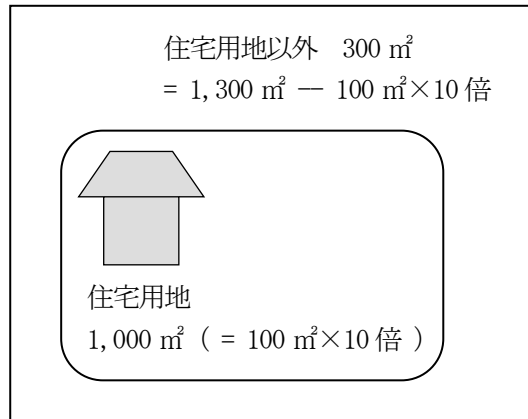 住宅用地以外 300 ㎡
= 1,300 ㎡ ― 100 ㎡×10 倍
住宅用地
1,000 ㎡ ( = 100 ㎡×10 倍 )